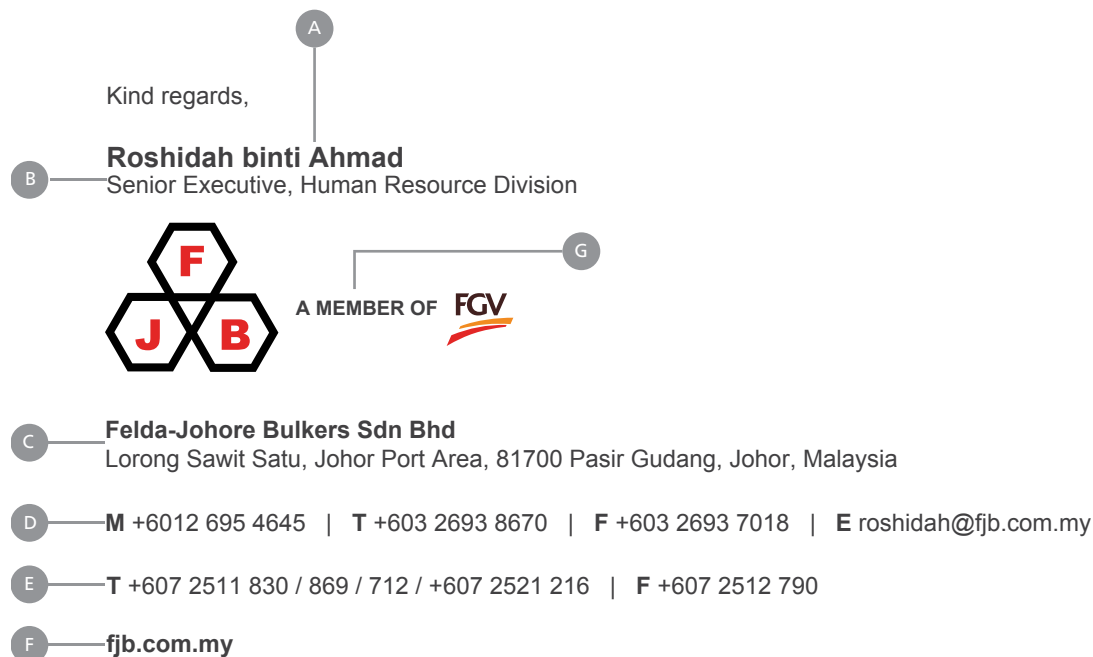 A
Kind regards,
Roshidah binti Ahmad
B
Senior Executive, Human Resource Division
G
F
J B
A MEMBER OF FGV
C
Felda-Johore Bulkers Sdn Bhd
Lorong Sawit Satu, Johor Port Area, 81700 Pasir Gudang, Johor, Malaysia
D
M +6012 695 4645 | T +603 2693 8670 | F +603 2693 7018 | E roshidah@fjb.com.my
E
T +607 2511 830 / 869 / 712 / +607 2521 216 | F +607 2512 790
F
fjb.com.my